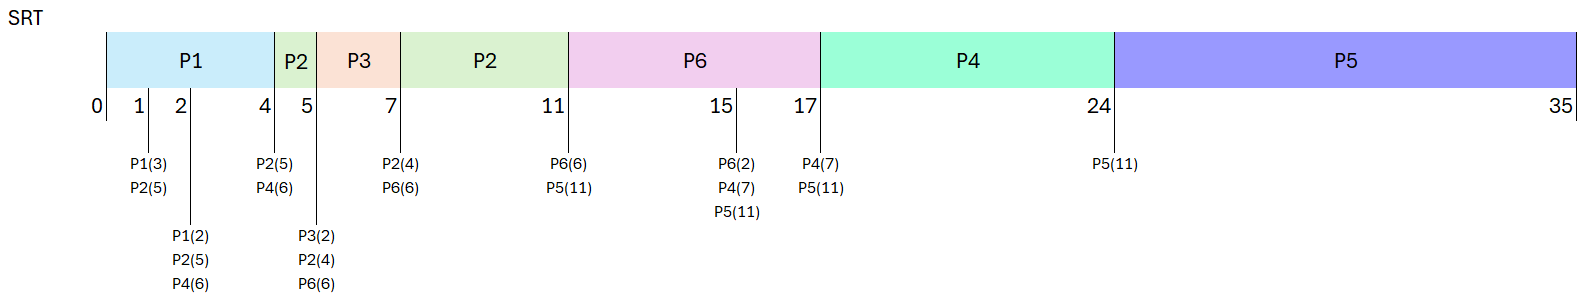 SRT
P1 P2 P3 P2 P6 P4 P5
0 1 2 4 5 7 11 15 17 24 35
P1(3) P2(5) P2(4) P6(6) P6(2) P4(7) P5(11)
P2(5) P4(6) P6(6) P5(11) P4(7) P5(11)
P5(11)
P1(2) P3(2)
P2(5) P2(4)
P4(6) P6(6)